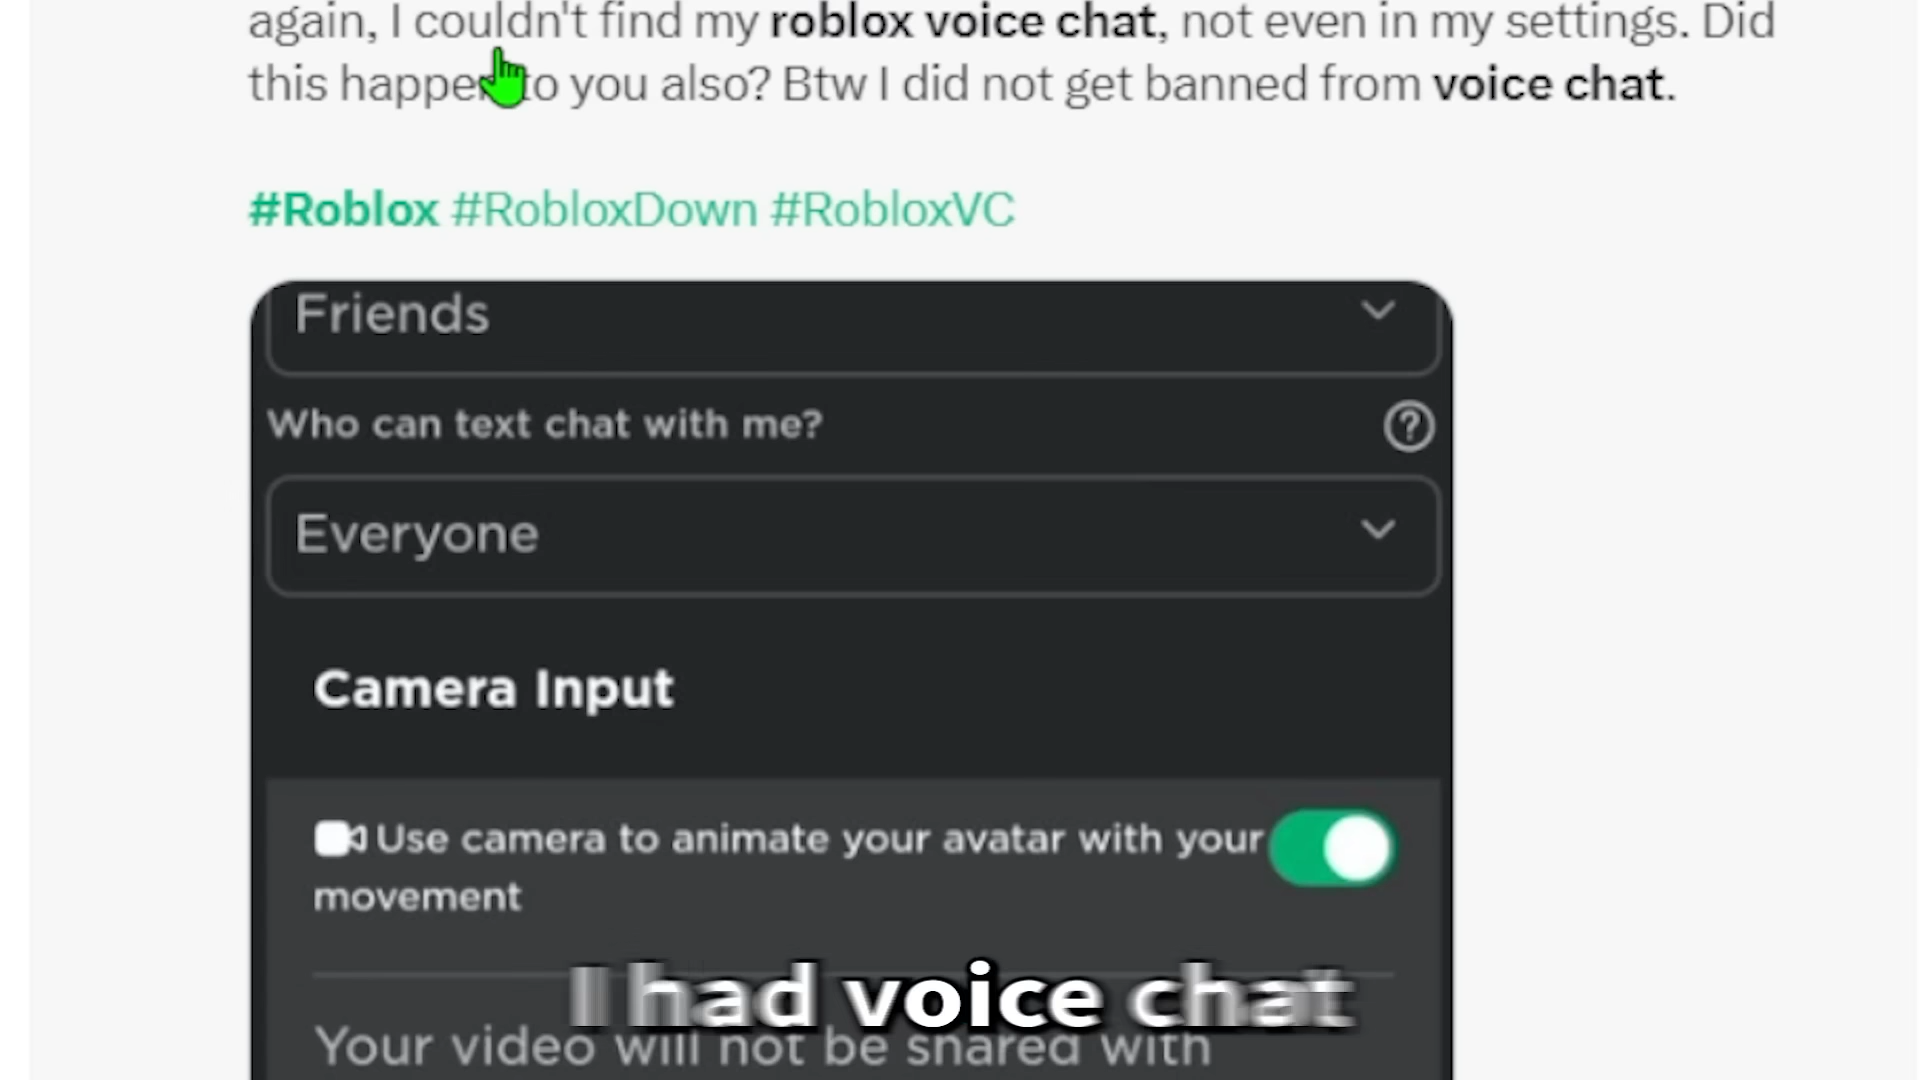 again, I couldn't find my roblox voice chat, not even in my settings. Did
this happen to you also? Btw I did not get banned from voice chat.
#Roblox #RobloxDown #RobloxVC
Friends
Who can text chat with me?
Everyone
Camera Input
Use camera to animate your avatar with your
movement
I had voice chat
Your video will not be shared with